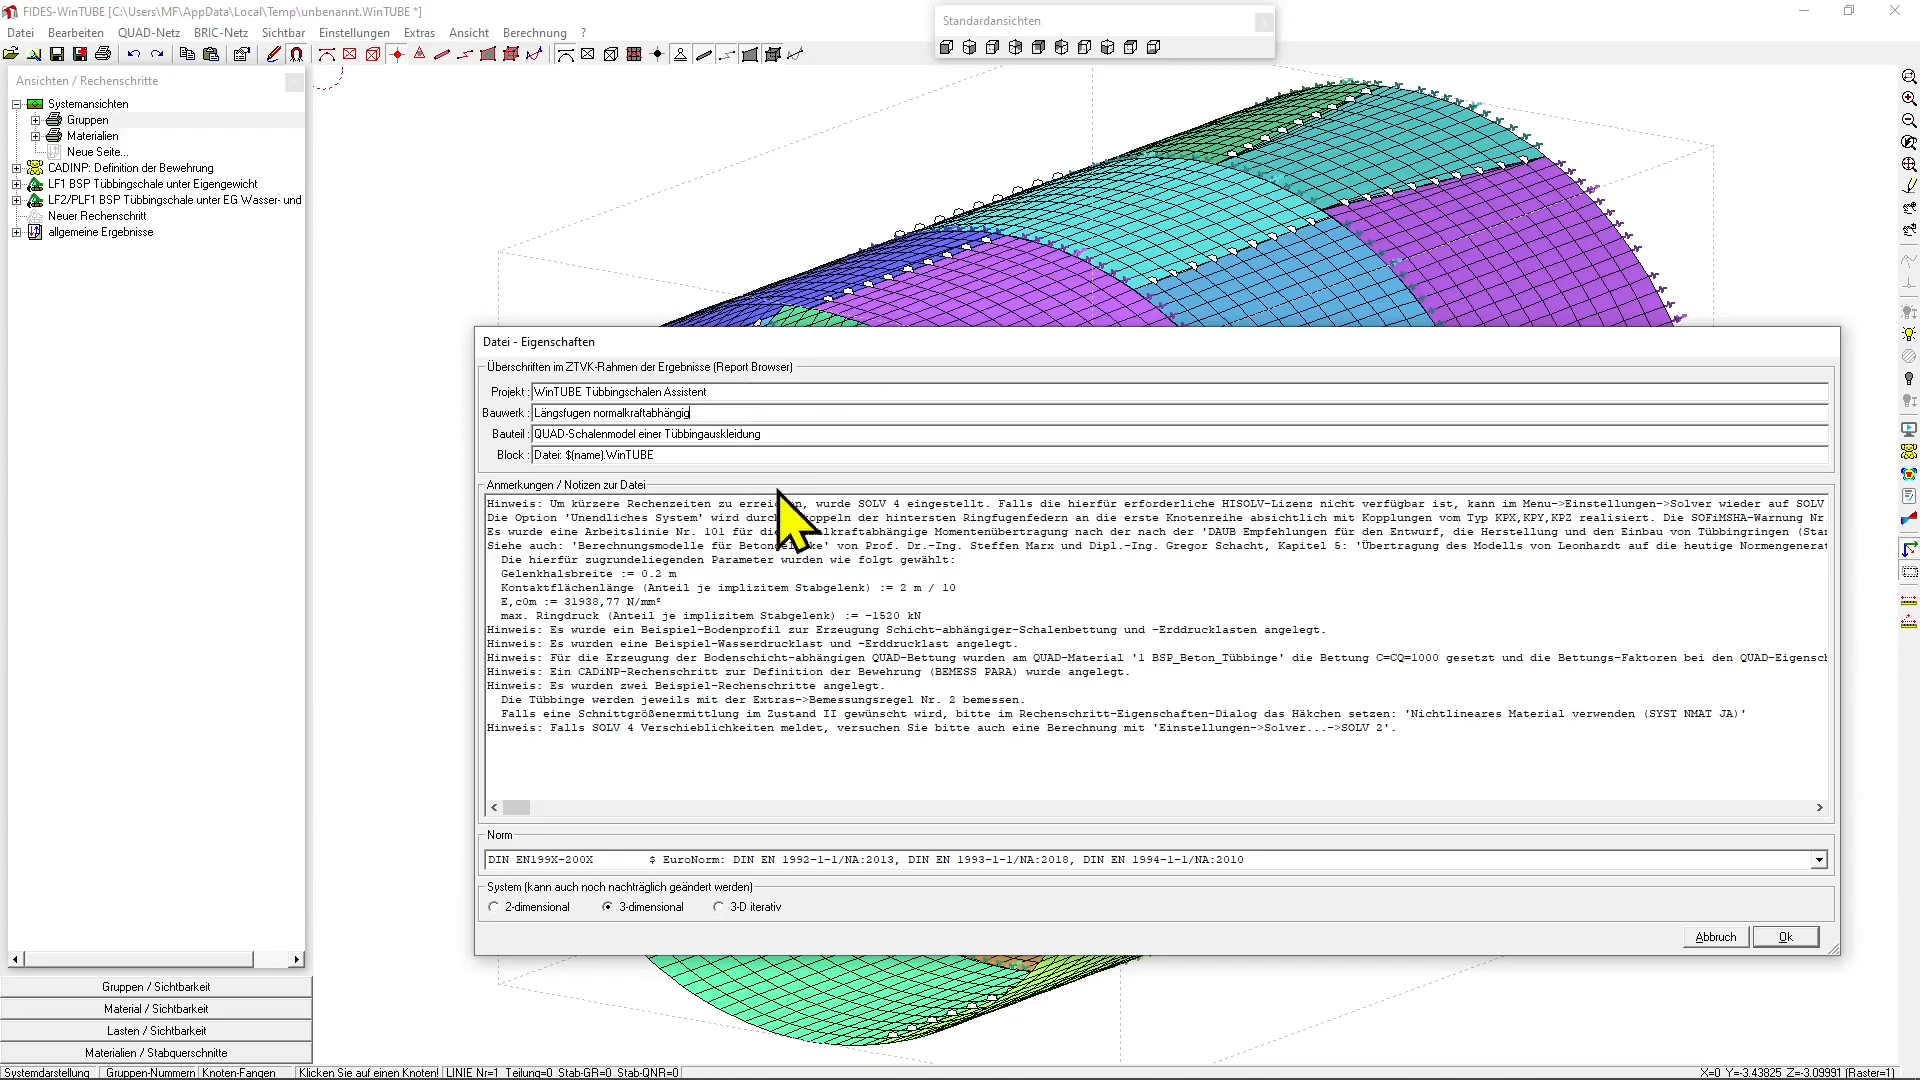 FIDES-WinTUBE [C:\Users\MF\AppData\Local\Temp\unbenannt.WinTUBE *]
Datei Bearbeiten QUAD-Netz BRIC-Netz Sichtbar Einstellungen Extras Ansicht Berechnung ?
Standardansichten
Ansichten / Rechenschritte
Systemansichten
Gruppen
Materialien
Neue Seite...
CADINP: Definition der Bewehrung
LF1 BSP Tübbingschale unter Eigengewicht
LF2/PLF1 BSP Tübbingschale unter EG Wasser- und
Neuer Rechenschritt
allgemeine Ergebnisse
Datei - Eigenschaften
Überschriften im ZTVK-Rahmen der Ergebnisse (Report Browser)
Projekt : WinTUBE Tübbingschalen Assistent
Bauwerk : Längsfugen normalkraftabhängig
Bauteil : QUAD-Schalenmodel einer Tübbingauskleidung
Block : Datei: $(name).WinTUBE
Anmerkungen / Notizen zur Datei
Hinweis: Um kürzere Rechenzeiten zu erreichen, wurde SOLV 4 eingestellt. Falls die hierfür erforderliche HISOLV-Lizenz nicht verfügbar ist, kann im Menu->Einstellungen->Solver wieder auf SOLV
Die Option 'Unendliches System' wird durch koppeln der hintersten Ringfugenfedern an die erste Knotenreihe absichtlich mit Kopplungen vom Typ KPX,KPY,KPZ realisiert. Die SOFiMSHA-Warnung Nr.
Es wurde eine Arbeitslinie Nr. 101 für die normalkraftabhängige Momentenübertragung nach der nach der 'DAUB Empfehlungen für den Entwurf, die Herstellung und den Einbau von Tübbingringen (Stan
Siehe auch: 'Berechnungsmodelle für Betongelenke' von Prof. Dr.-Ing. Steffen Marx und Dipl.-Ing. Gregor Schacht, Kapitel 5: 'Übertragung des Modells von Leonhardt auf die heutige Normengenerat
Die hierfür zugrundeliegenden Parameter wurden wie folgt gewählt:
Gelenkhalsbreite := 0.2 m
Kontaktflächenlänge (Anteil je implizitem Stabgelenk) := 2 m / 10
E,c0m := 31938,77 N/mm²
max. Ringdruck (Anteil je implizitem Stabgelenk) := -1520 kN
Hinweis: Es wurde ein Beispiel-Bodenprofil zur Erzeugung Schicht-abhängiger-Schalenbettung und -Erddrucklasten angelegt.
Hinweis: Es wurden eine Beispiel-Wasserdrucklast und -Erddrucklast angelegt.
Hinweis: Für die Erzeugung der Bodenschicht-abhängigen QUAD-Bettung wurden am QUAD-Material '1 BSP_Beton_Tübbinge' die Bettung C=CQ=1000 gesetzt und die Bettungs-Faktoren bei den QUAD-Eigensch
Hinweis: Ein CADiNP-Rechenschritt zur Definition der Bewehrung (BEMESS PARA) wurde angelegt.
Hinweis: Es wurden zwei Beispiel-Rechenschritte angelegt.
Die Tübbinge werden jeweils mit der Extras->Bemessungsregel Nr. 2 bemessen.
Falls eine Schnittgrößenermittlung im Zustand II gewünscht wird, bitte im Rechenschritt-Eigenschaften-Dialog das Häkchen setzen: 'Nichtlineares Material verwenden (SYST NMAT JA)'
Hinweis: Falls SOLV 4 Verschieblichkeiten meldet, versuchen Sie bitte auch eine Berechnung mit 'Einstellungen->Solver...->SOLV 2'.
Norm
DIN EN199X-200X $ EuroNorm: DIN EN 1992-1-1/NA:2013, DIN EN 1993-1-1/NA:2018, DIN EN 1994-1-1/NA:2010
System (kann auch noch nachträglich geändert werden)
2-dimensional 3-dimensional 3-D iterativ
Abbruch Ok
Gruppen / Sichtbarkeit
Material / Sichtbarkeit
Lasten / Sichtbarkeit
Materialien / Stabquerschnitte
Systemdarstellung Gruppen-Nummern Knoten-Fangen Klicken Sie auf einen Knoten! LINIE Nr=1 Teilung=0 Stab-GR=0 Stab-QNR=0 X=0 Y=-3.43825 Z=-3.09991 (Raster=1)